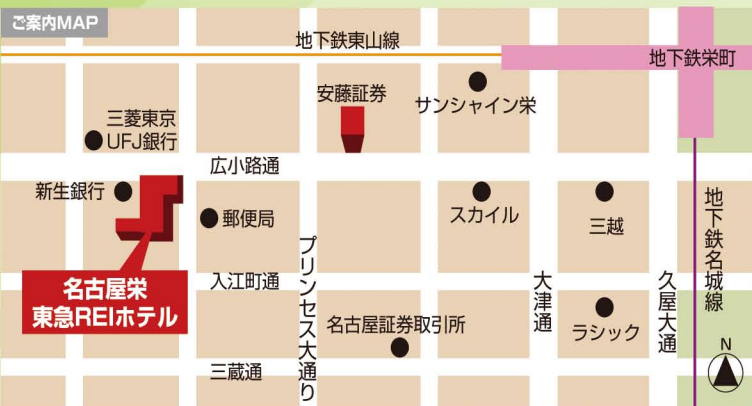 ご案内MAP
地下鉄東山線
地下鉄栄町
安藤証券
サンシャイン栄
三菱東京
UFJ銀行
広小路通
新生銀行
郵便局
スカイル
三越
地下鉄名城線
プリンセス大通り
大津通
久屋大通
入江町通
名古屋栄
東急REIホテル
名古屋証券取引所
ラシック
三蔵通
N